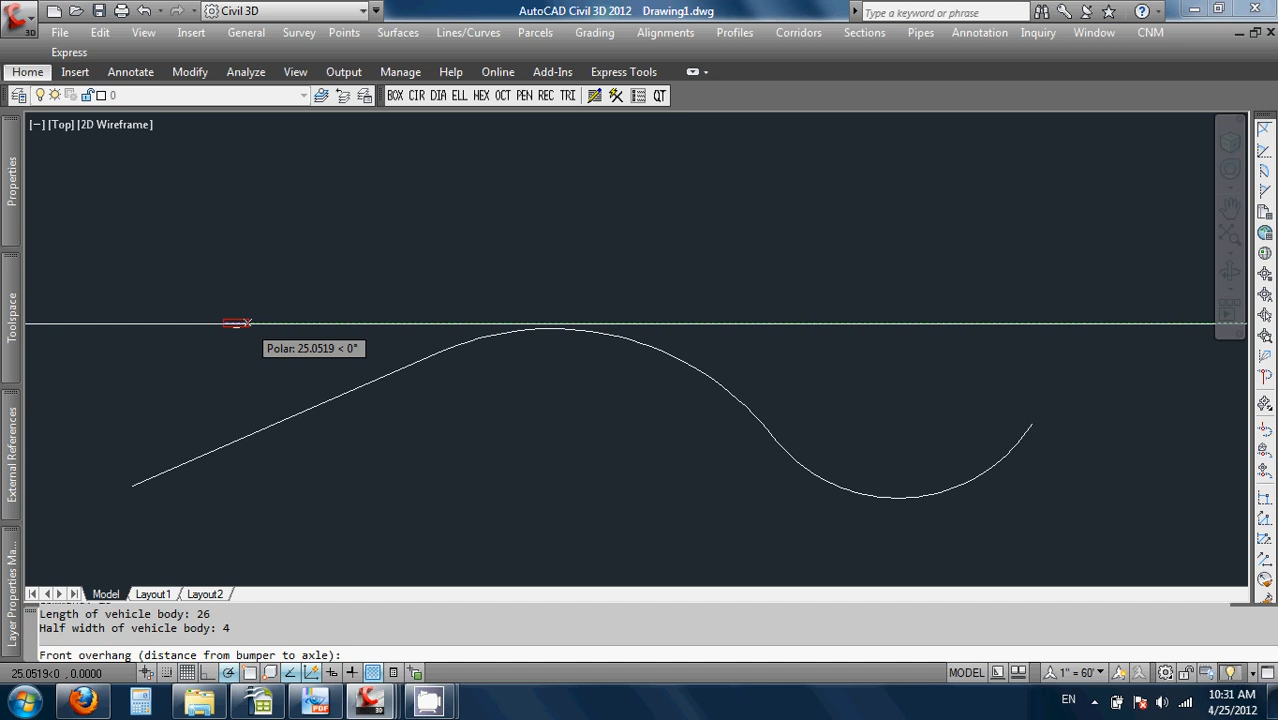 Civil 3D
AutoCAD Civil 3D 2012 Drawing1.dwg
Type a keyword or phrase
3D
File Edit View Insert General Survey Points Surfaces Lines/Curves Parcels Grading Alignments Profiles Corridors Sections Pipes Annotation Inquiry Window CNM
Express
Home Insert Annotate Modify Analyze View Output Manage Help Online Add-Ins Express Tools
0
BOX CIR DIA ELL HEX OCT PEN REC TRI QT
[−] [Top] [2D Wireframe]
Properties
Toolspace
External References
Layer Properties Ma...
Polar: 25.0519 < 0°
Model Layout1 Layout2
Length of vehicle body: 26
Half width of vehicle body: 4
Front overhang (distance from bumper to axle):
25.0519<0 , 0.0000
MODEL
1" = 60'
PDF
3D
EN
10:31 AM
4/25/2012